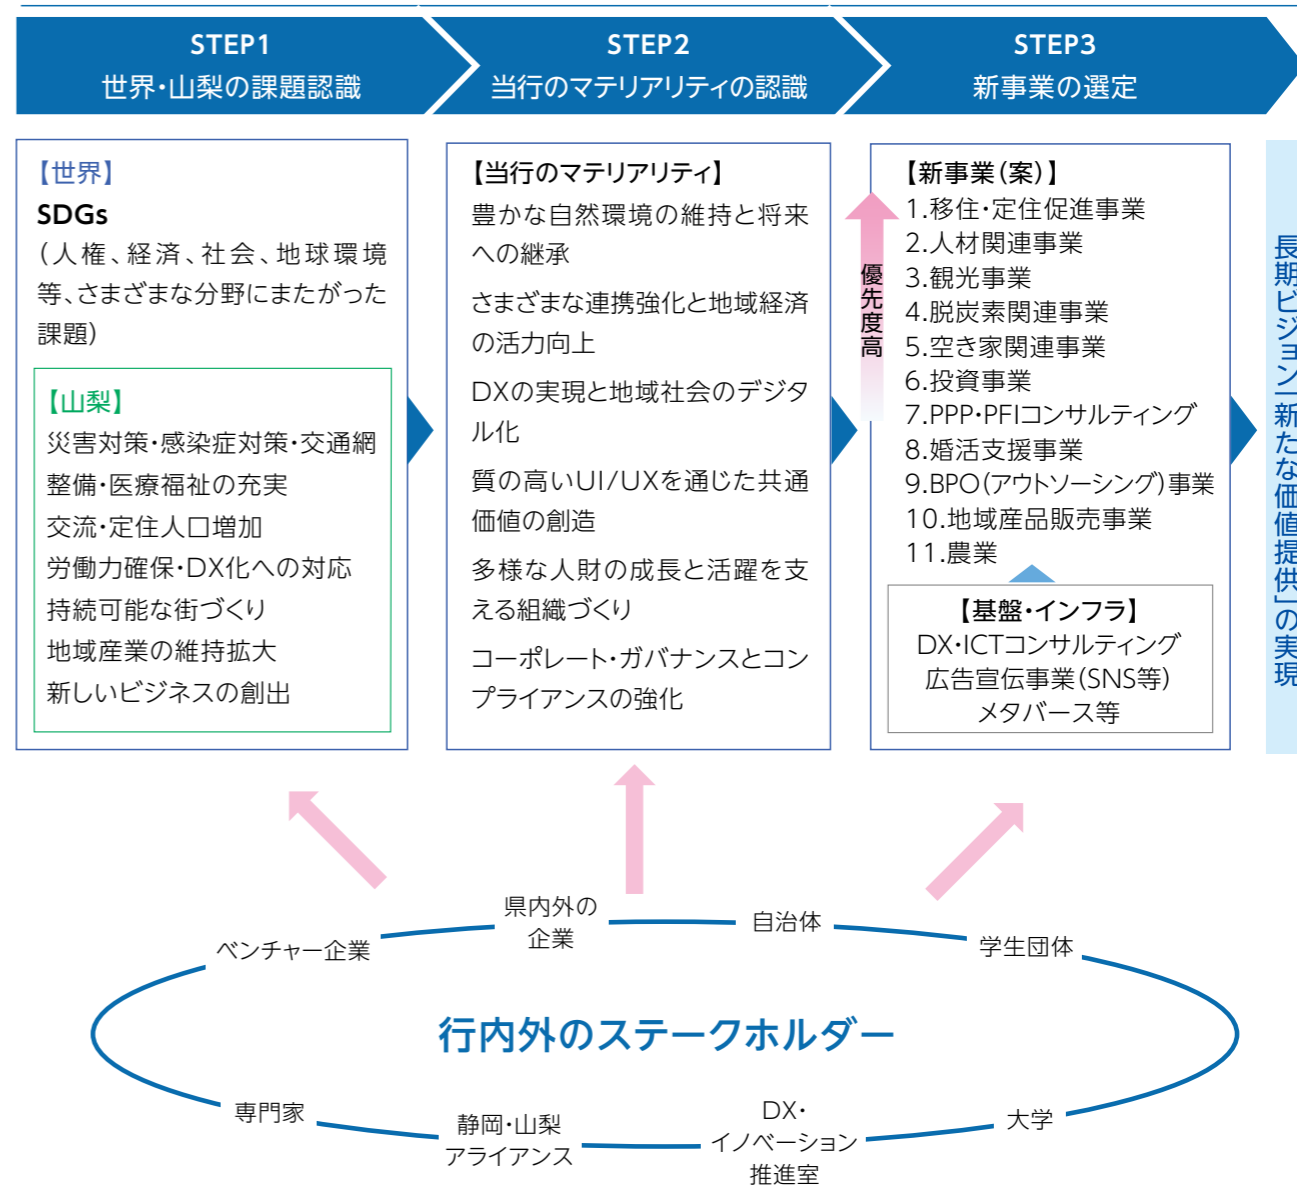 STEP1
世界・山梨の課題認識
STEP2
当行のマテリアリティの認識
STEP3
新事業の選定
【世界】
SDGs
(人権、経済、社会、地球環境
等、さまざまな分野にまたがった
課題)
【山梨】
災害対策・感染症対策・交通網
整備・医療福祉の充実
交流・定住人口増加
労働力確保・DX化への対応
持続可能な街づくり
地域産業の維持拡大
新しいビジネスの創出
【当行のマテリアリティ】
豊かな自然環境の維持と将来
への継承
さまざまな連携強化と地域経済
の活力向上
DXの実現と地域社会のデジタ
ル化
質の高いUI/UXを通じた共通
価値の創造
多様な人財の成長と活躍を支
える組織づくり
コーポレート・ガバナンスとコン
プライアンスの強化
優先度高
【新事業(案)】
1.移住・定住促進事業
2.人材関連事業
3.観光事業
4.脱炭素関連事業
5.空き家関連事業
6.投資事業
7.PPP・PFIコンサルティング
8.婚活支援事業
9.BPO(アウトソーシング)事業
10.地域産品販売事業
11.農業
【基盤・インフラ】
DX・ICTコンサルティング
広告宣伝事業(SNS等)
メタバース等
長期ビジョン「新たな価値提供」の実現
ベンチャー企業
県内外の
企業
自治体
学生団体
行内外のステークホルダー
専門家
静岡・山梨
アライアンス
DX・
イノベーション
推進室
大学